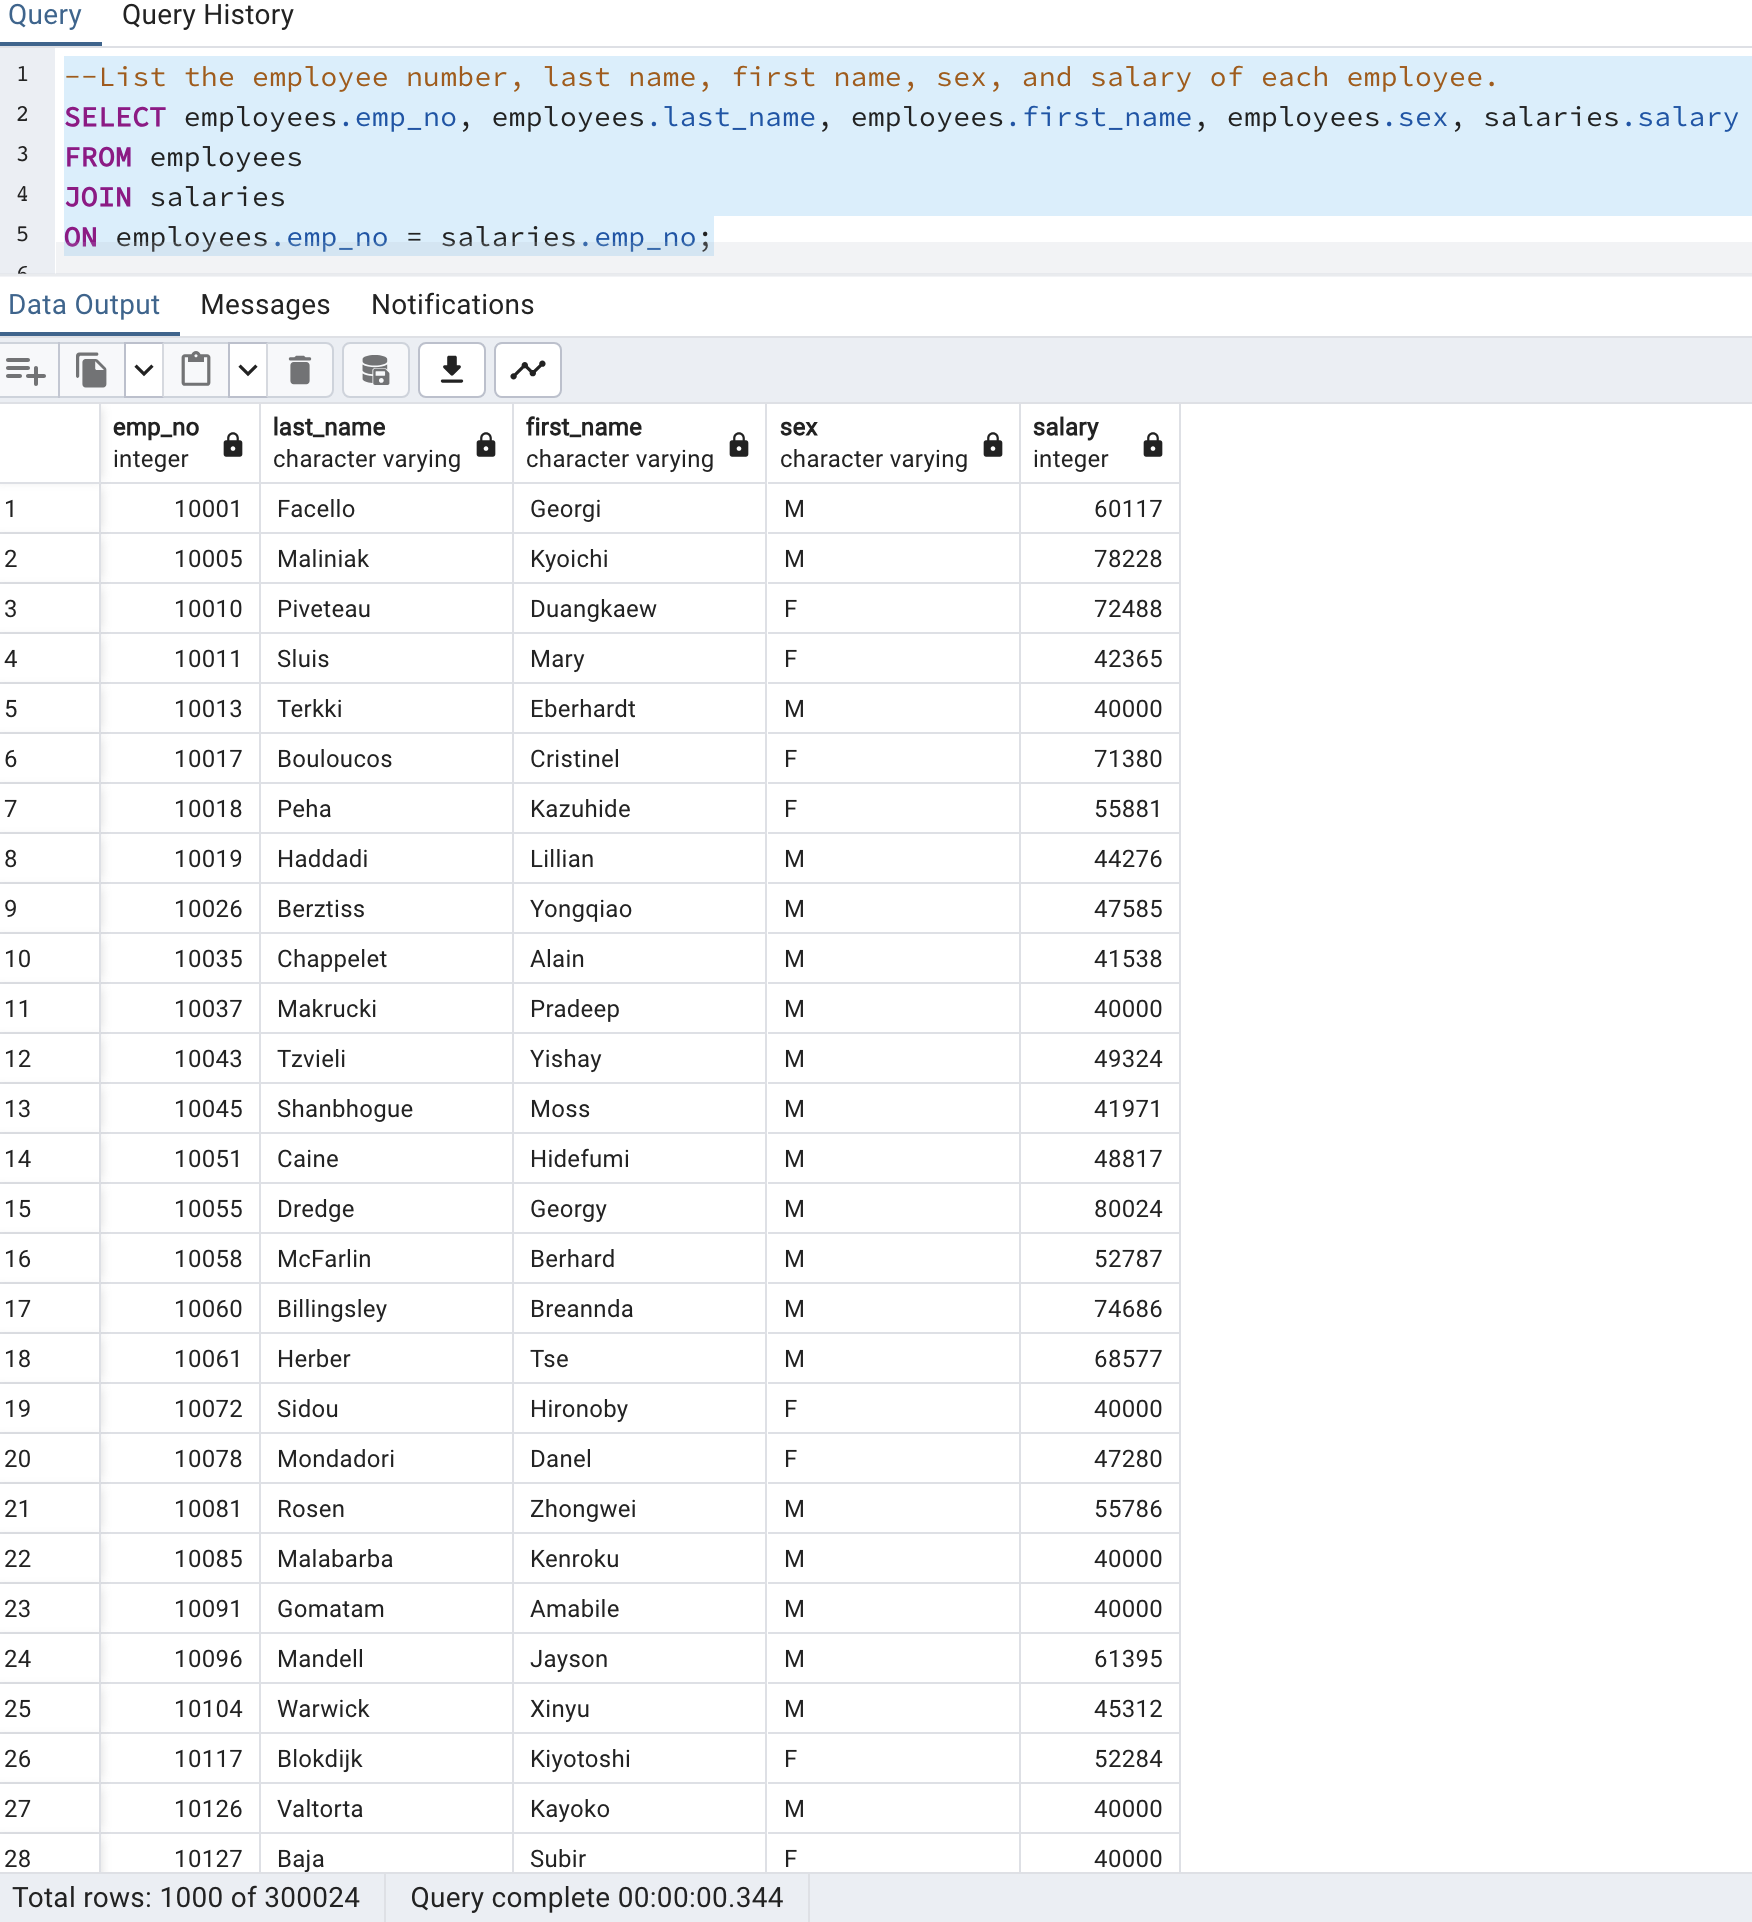 Query Query History
1 --List the employee number, last name, first name, sex, and salary of each employee.
2 SELECT employees.emp_no, employees.last_name, employees.first_name, employees.sex, salaries.salary
3 FROM employees
4 JOIN salaries
5 ON employees.emp_no = salaries.emp_no;
6
Data Output Messages Notifications
emp_no last_name first_name sex salary
integer character varying character varying character varying integer
1 10001 Facello Georgi M 60117
2 10005 Maliniak Kyoichi M 78228
3 10010 Piveteau Duangkaew F 72488
4 10011 Sluis Mary F 42365
5 10013 Terkki Eberhardt M 40000
6 10017 Bouloucos Cristinel F 71380
7 10018 Peha Kazuhide F 55881
8 10019 Haddadi Lillian M 44276
9 10026 Berztiss Yongqiao M 47585
10 10035 Chappelet Alain M 41538
11 10037 Makrucki Pradeep M 40000
12 10043 Tzvieli Yishay M 49324
13 10045 Shanbhogue Moss M 41971
14 10051 Caine Hidefumi M 48817
15 10055 Dredge Georgy M 80024
16 10058 McFarlin Berhard M 52787
17 10060 Billingsley Breannda M 74686
18 10061 Herber Tse M 68577
19 10072 Sidou Hironoby F 40000
20 10078 Mondadori Danel F 47280
21 10081 Rosen Zhongwei M 55786
22 10085 Malabarba Kenroku M 40000
23 10091 Gomatam Amabile M 40000
24 10096 Mandell Jayson M 61395
25 10104 Warwick Xinyu M 45312
26 10117 Blokdijk Kiyotoshi F 52284
27 10126 Valtorta Kayoko M 40000
28 10127 Baja Subir F 40000
Total rows: 1000 of 300024 Query complete 00:00:00.344